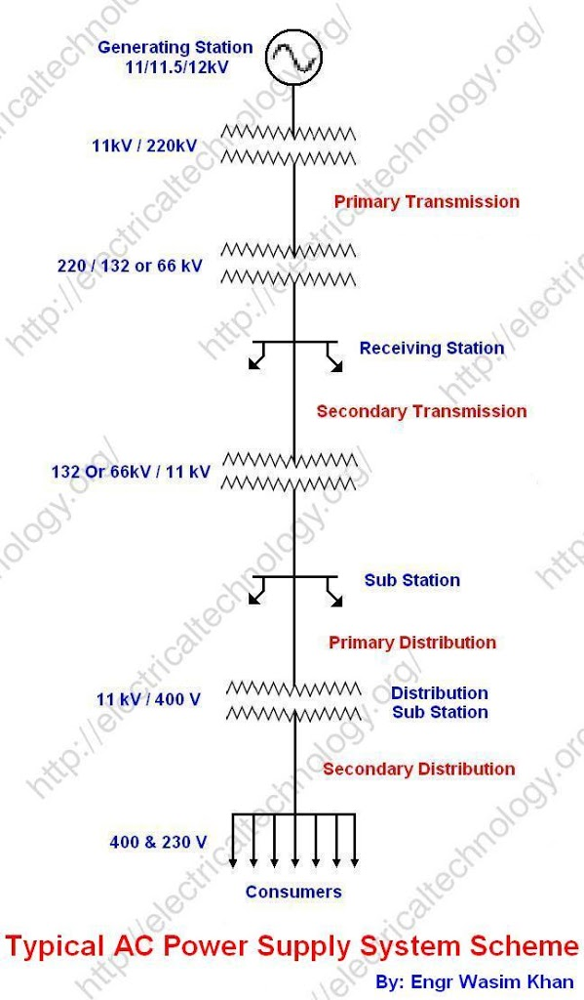 Generating Station
11/11.5/12kV
11kV / 220kV
Primary Transmission
220 / 132 or 66 kV
Receiving Station
Secondary Transmission
132 Or 66kV / 11 kV
Sub Station
Primary Distribution
11 kV / 400 V
Distribution
Sub Station
Secondary Distribution
400 & 230 V
Consumers
Typical AC Power Supply System Scheme
By: Engr Wasim Khan
http://electricaltechnology.org/